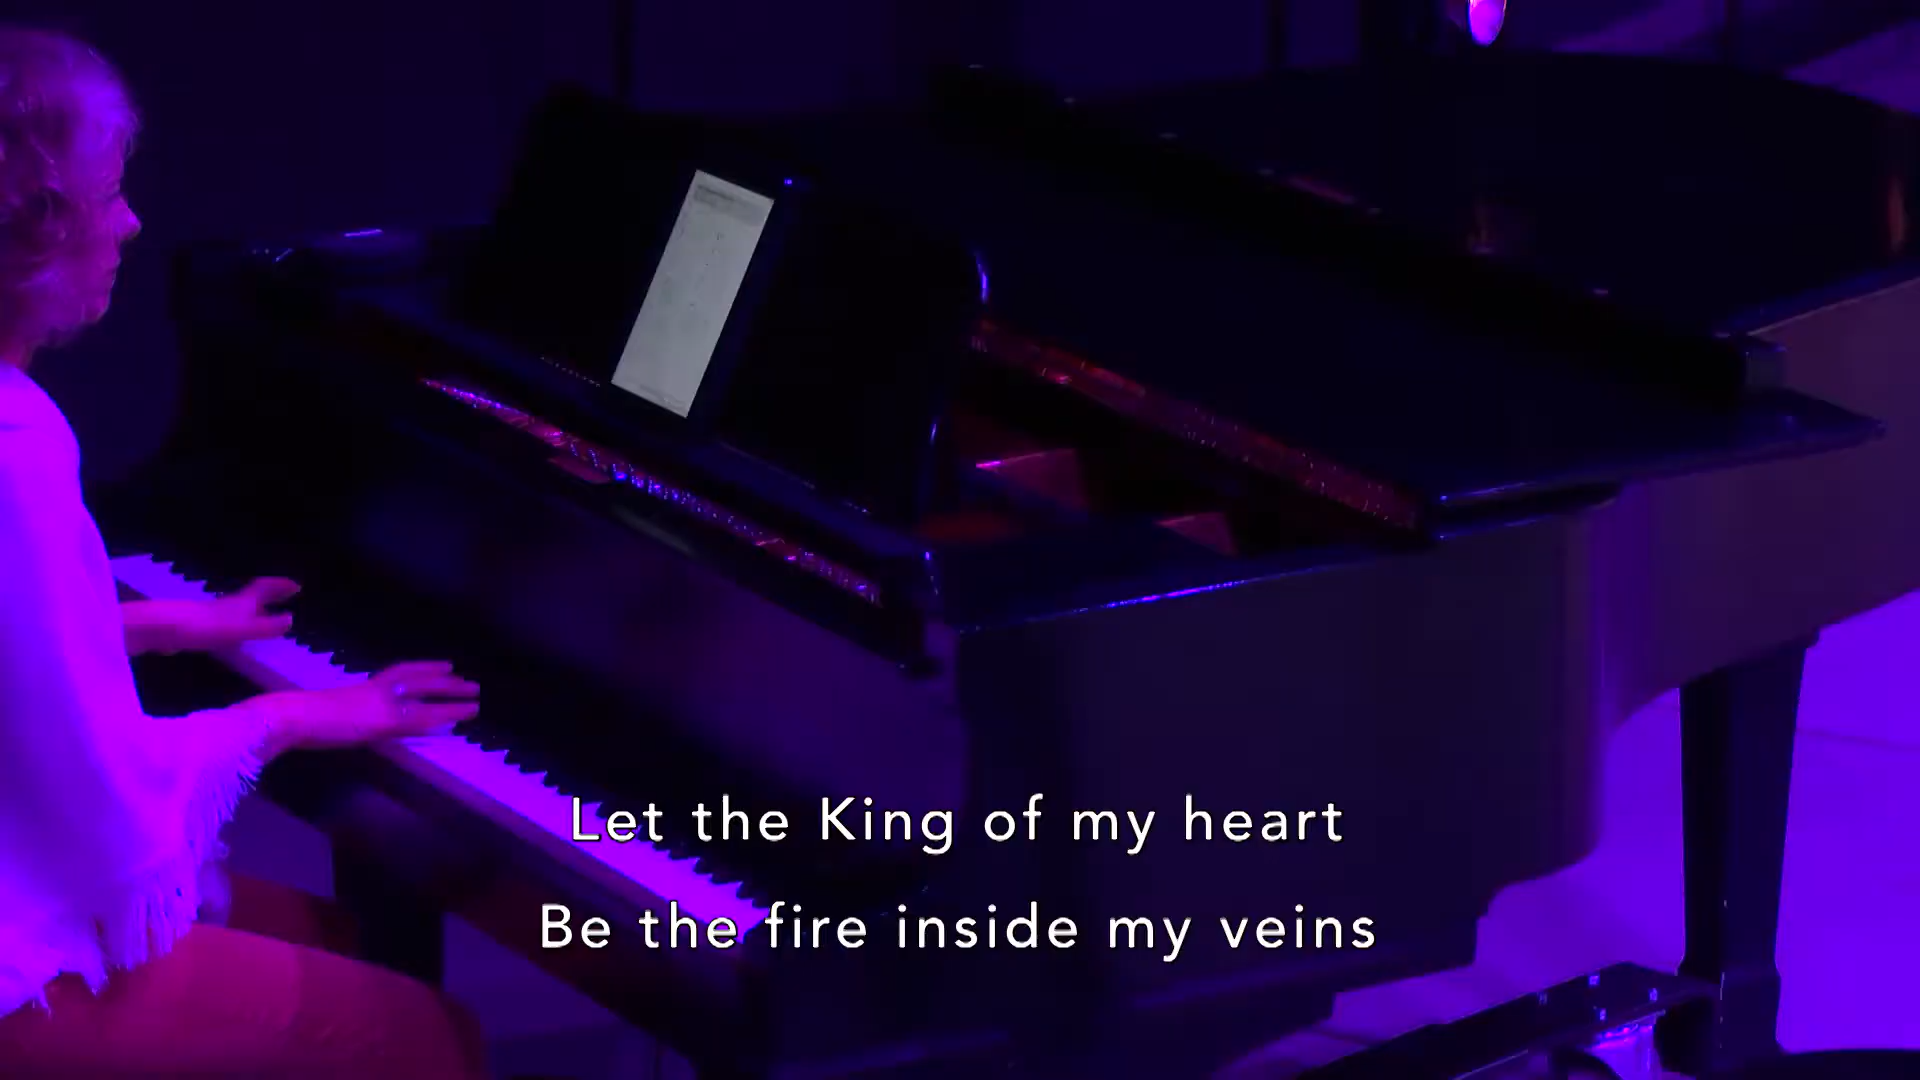 Let the King of my heart
Be the fire inside my veins